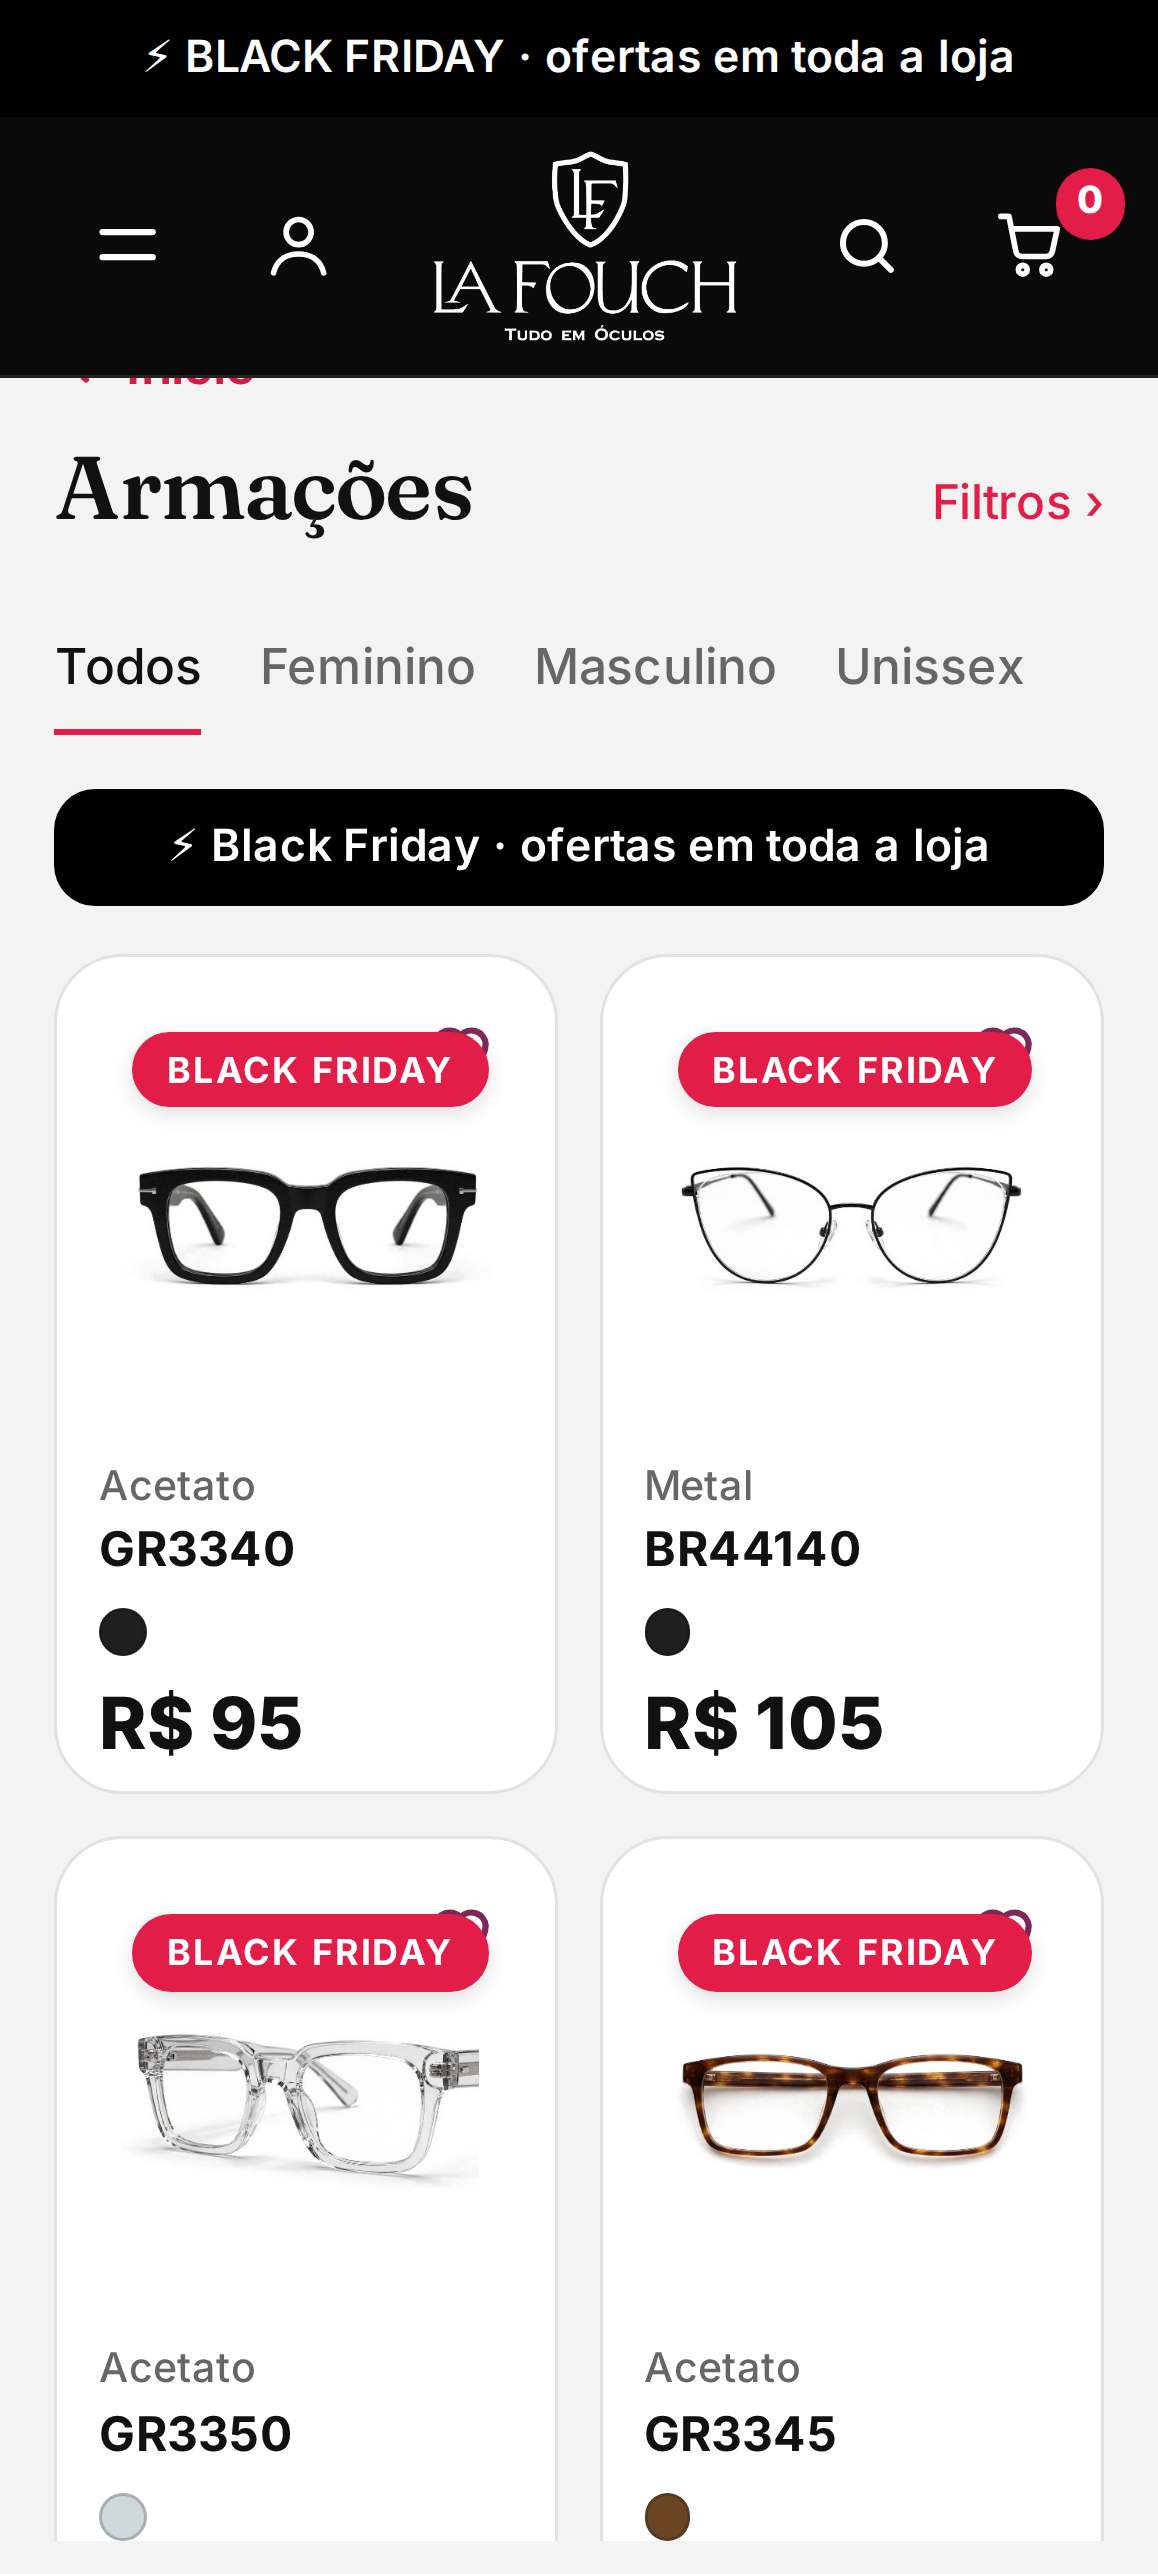 ⚡ BLACK FRIDAY · ofertas em toda a loja
0
LF
LA FOUCH
TUDO EM ÓCULOS
Armações
Filtros ›
Todos Feminino Masculino Unissex
⚡ Black Friday · ofertas em toda a loja
BLACK FRIDAY
Acetato
GR3340
R$ 95
BLACK FRIDAY
Metal
BR44140
R$ 105
BLACK FRIDAY
Acetato
GR3350
BLACK FRIDAY
Acetato
GR3345